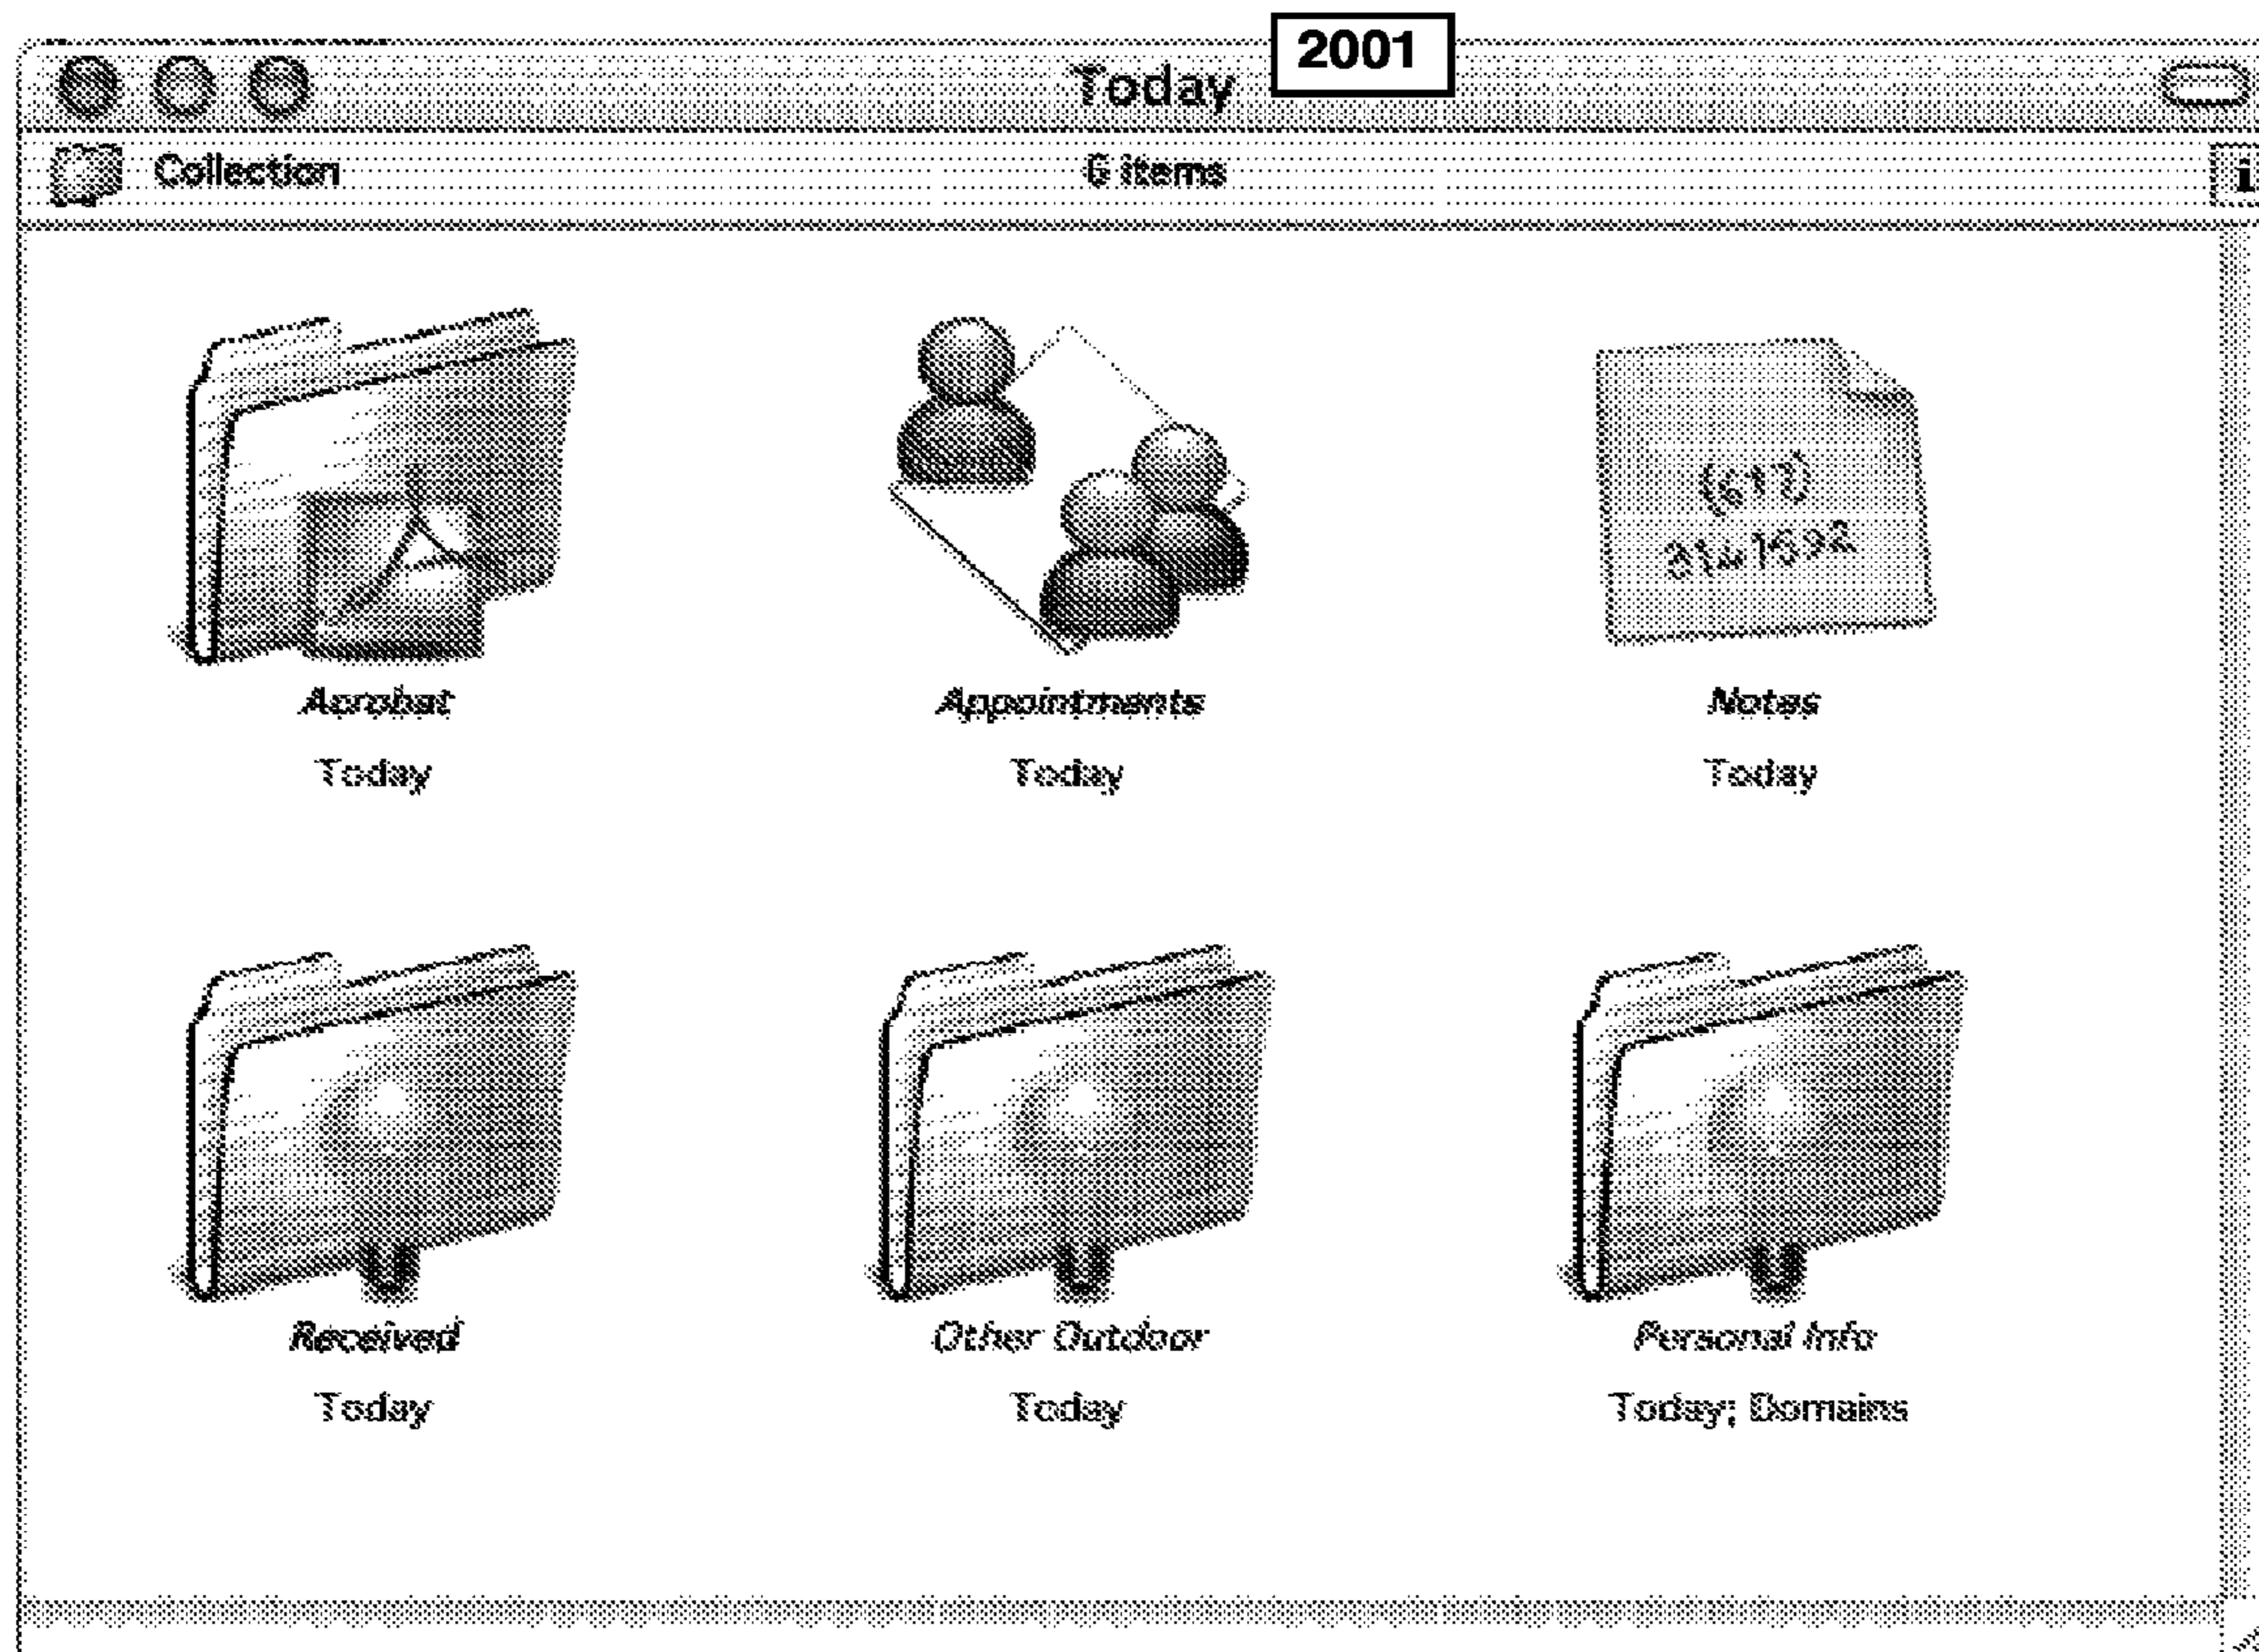 2001
Today
Collection
6 items
i
Acrobat
Appointments
Notes
Today
Today
Today
(617)
3141592
Received
Other Outdoor
Personal Info
Today
Today
Today; Domains